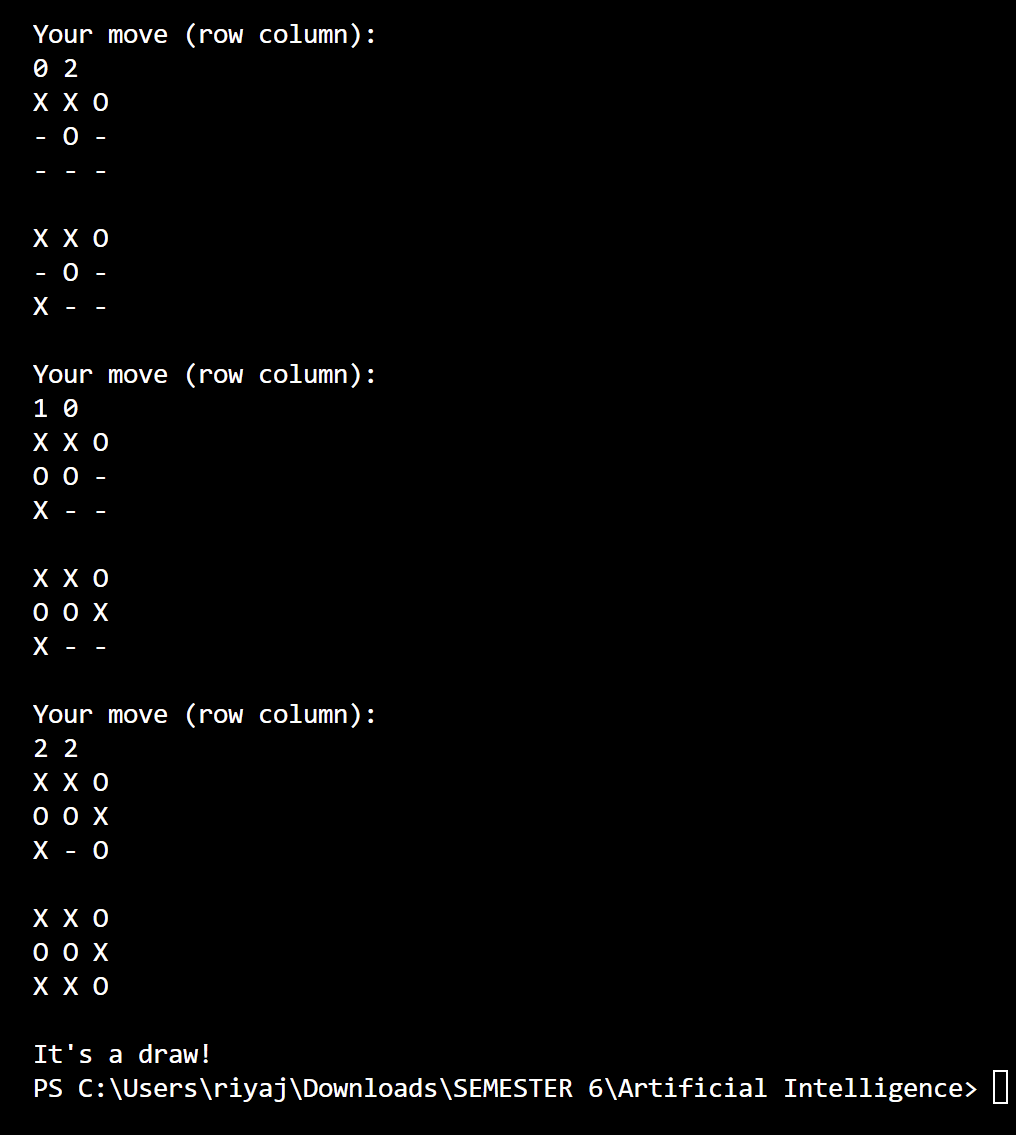 Your move (row column):
0 2
X X O
- O -
- - -
X X O
- O -
X - -
Your move (row column):
1 0
X X O
O O -
X - -
X X O
O O X
X - -
Your move (row column):
2 2
X X O
O O X
X - O
X X O
O O X
X X O
It's a draw!
PS C:\Users\riyaj\Downloads\SEMESTER 6\Artificial Intelligence>